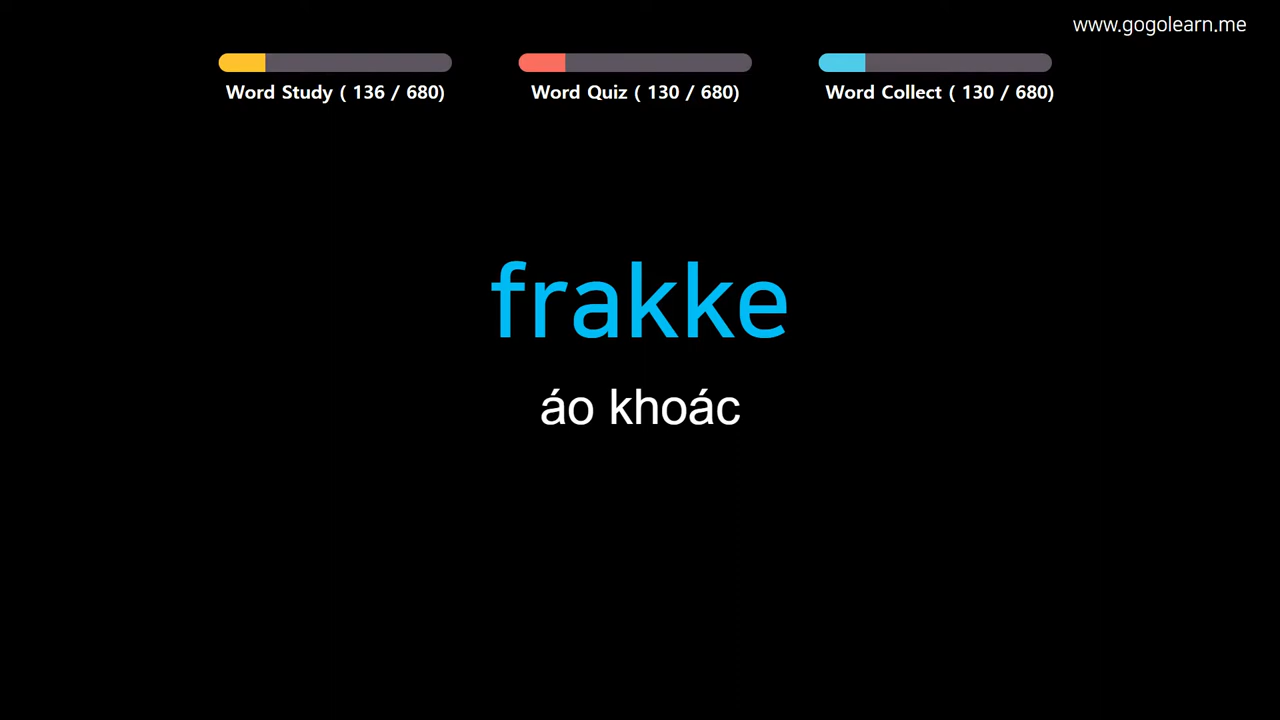 www.gogolearn.me
Word Study ( 136 / 680)
Word Quiz ( 130 / 680)
Word Collect ( 130 / 680)
frakke
áo khoác